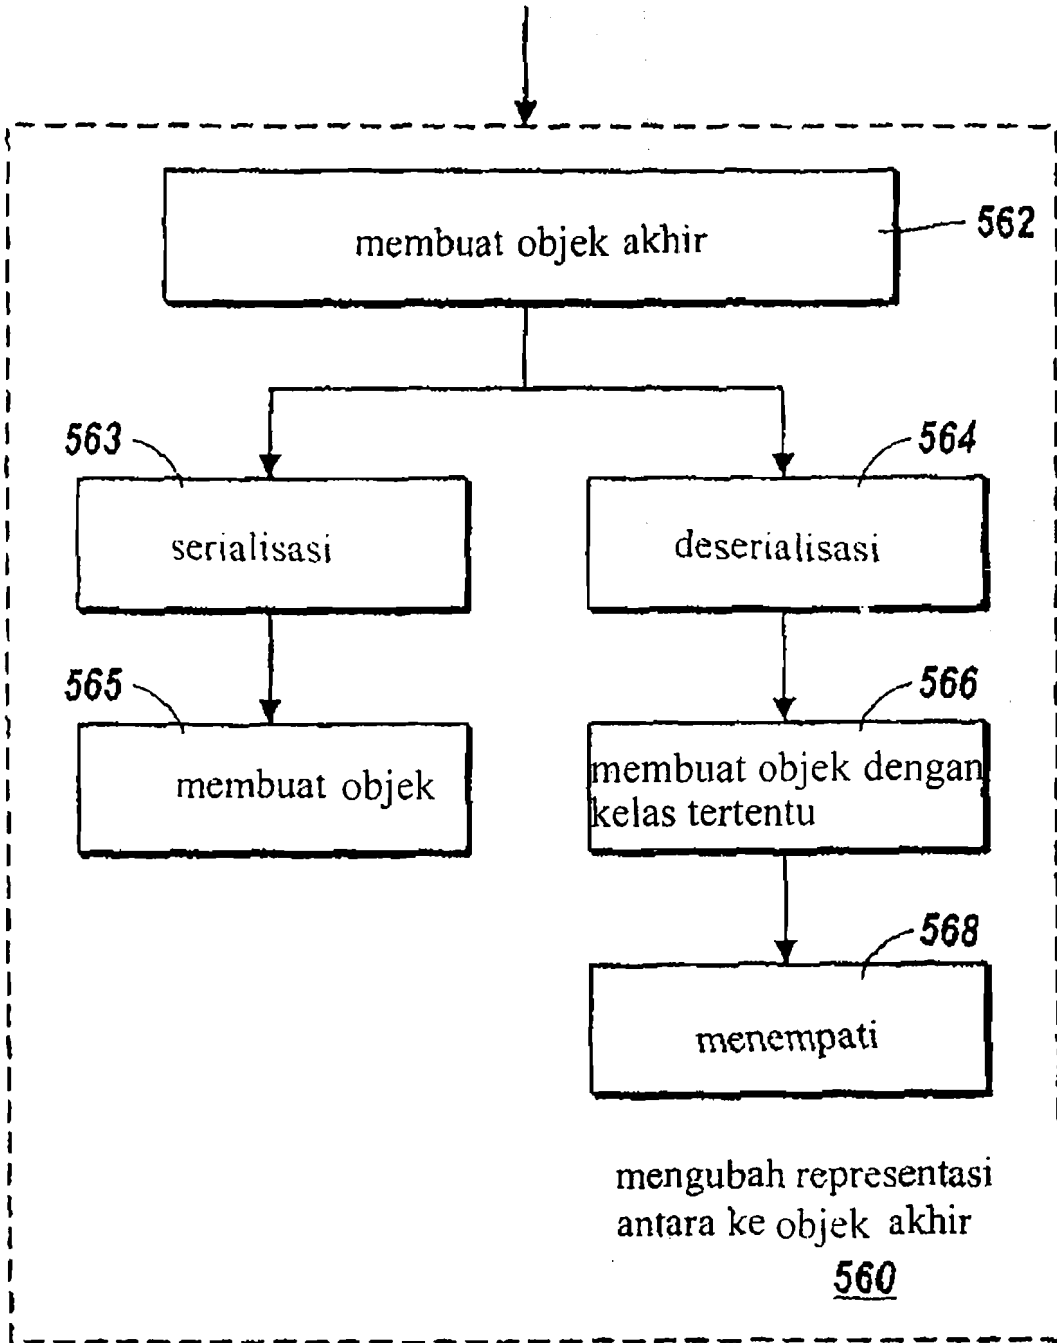 membuat objek akhir
562
563
564
serialisasi
deserialisasi
565
566
membuat objek
membuat objek dengan
kelas tertentu
568
menempati
mengubah representasi
antara ke objek akhir
560